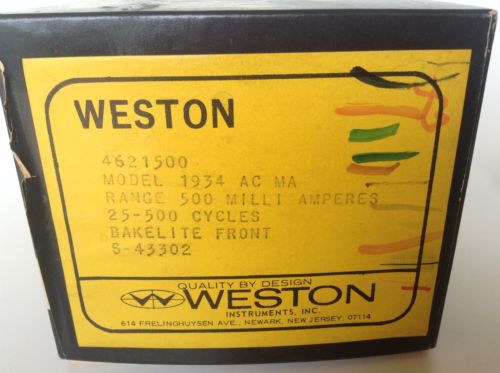 WESTON
4621500
MODEL 1934 AC MA
RANGE 500 MILLI AMPERES
25-500 CYCLES
BAKELITE FRONT
S-43302
QUALITY BY DESIGN
WESTON
INSTRUMENTS, INC.
614 FRELINGHUYSEN AVE., NEWARK, NEW JERSEY, 07114